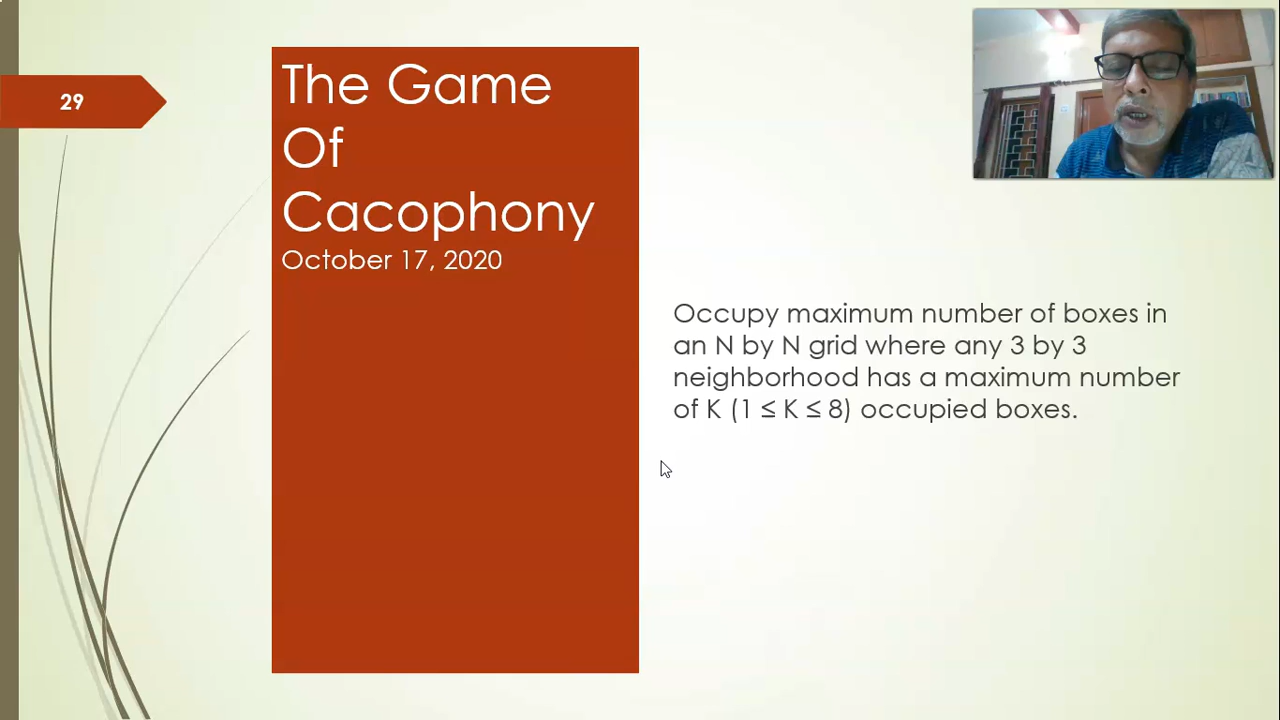 29
The Game
Of
Cacophony
October 17, 2020
Occupy maximum number of boxes in
an N by N grid where any 3 by 3
neighborhood has a maximum number
of K (1 ≤ K ≤ 8) occupied boxes.